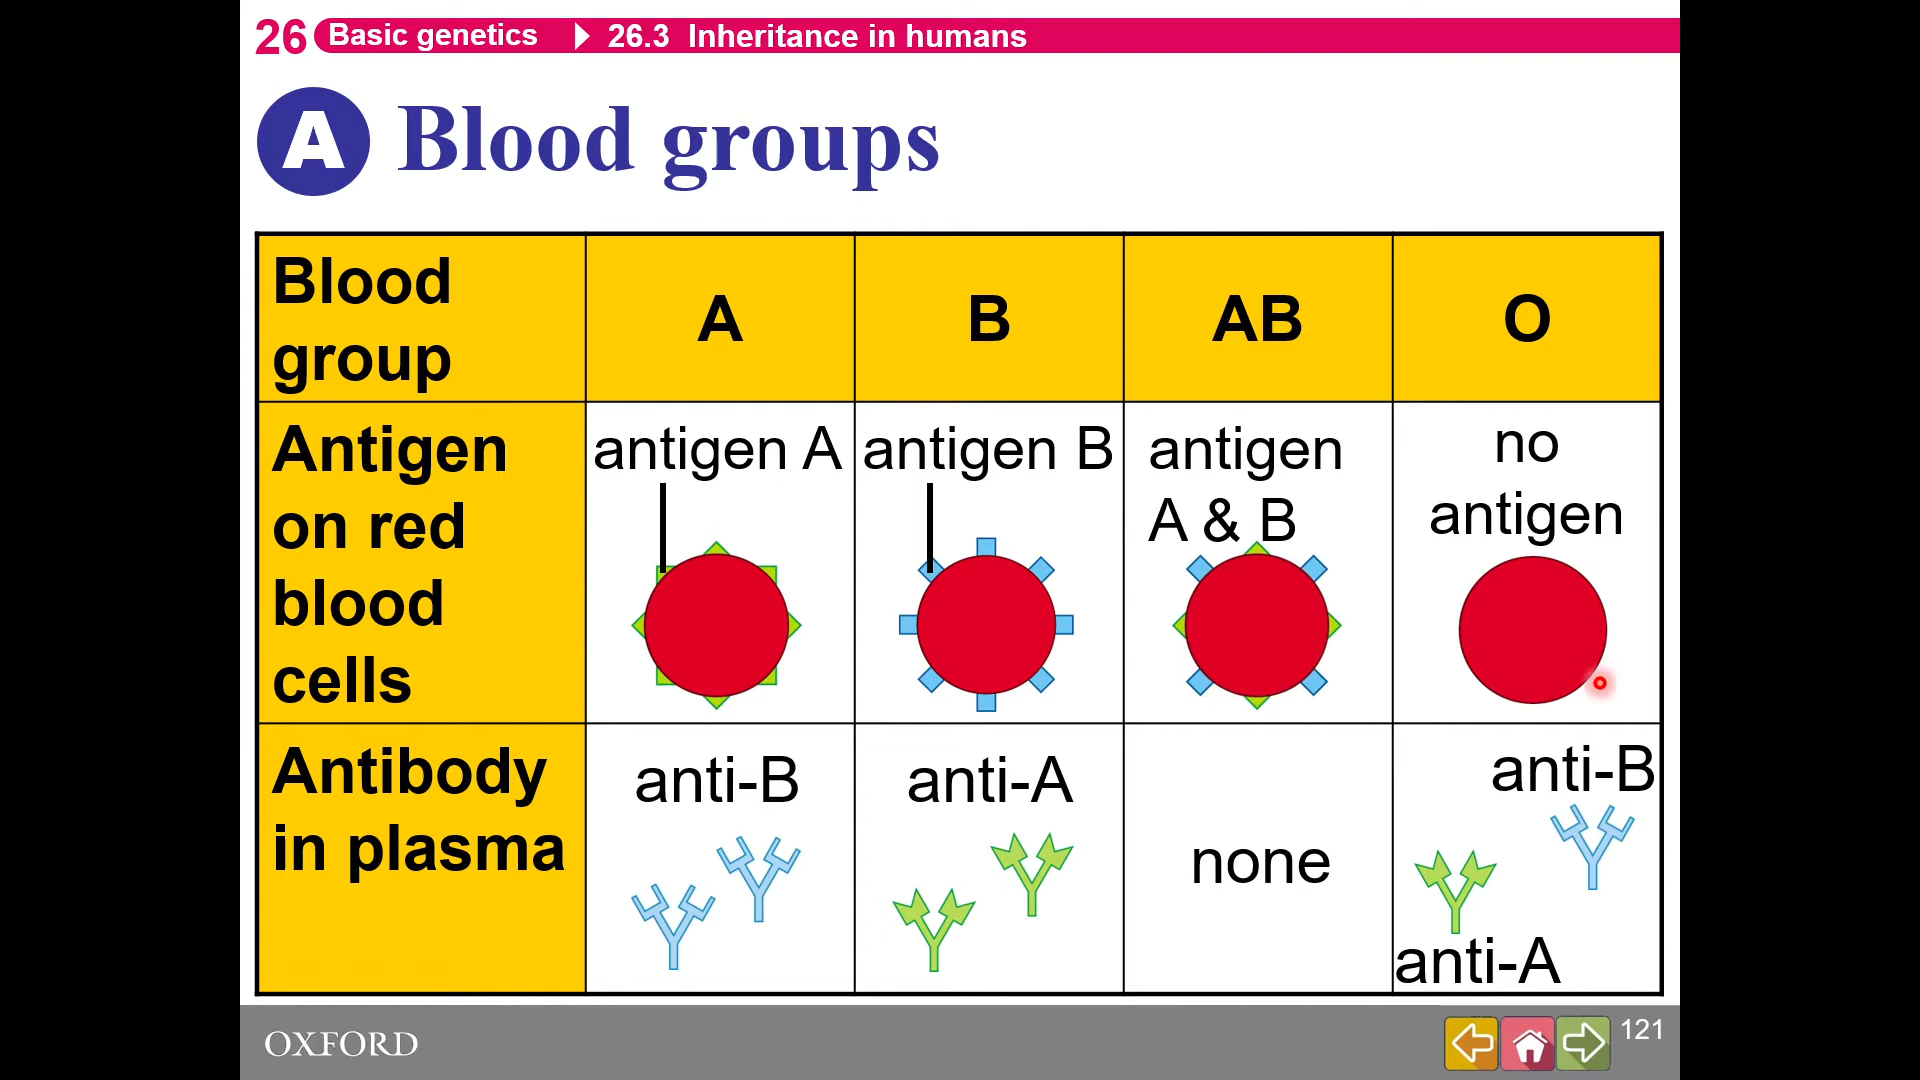 26 Basic genetics 26.3 Inheritance in humans
A Blood groups
Blood
group
A
B
AB
O
Antigen
on red
blood
cells
antigen A
antigen B
antigen
A & B
no
antigen
Antibody
in plasma
anti-B
anti-A
none
anti-B
anti-A
OXFORD
121